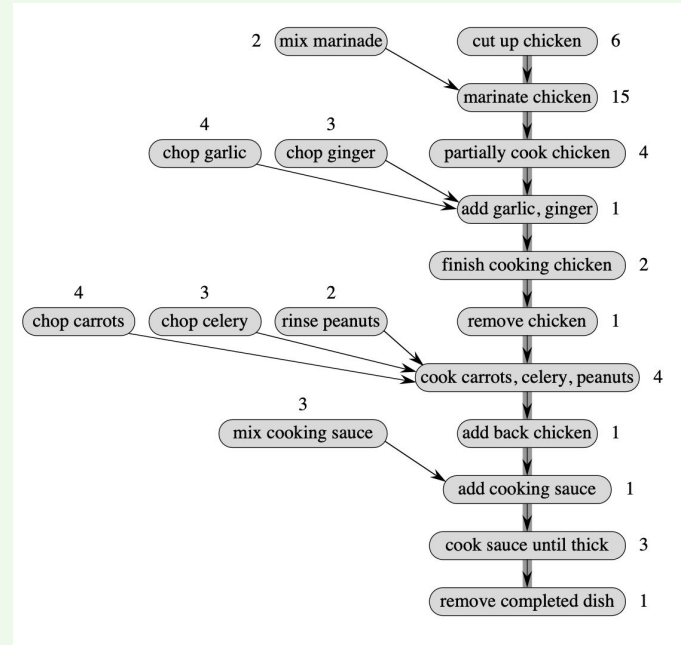 2 mix marinade cut up chicken 6
marinate chicken 15
4 3
chop garlic chop ginger partially cook chicken 4
add garlic, ginger 1
finish cooking chicken 2
4 3 2
chop carrots chop celery rinse peanuts remove chicken 1
cook carrots, celery, peanuts 4
3
mix cooking sauce add back chicken 1
add cooking sauce 1
cook sauce until thick 3
remove completed dish 1